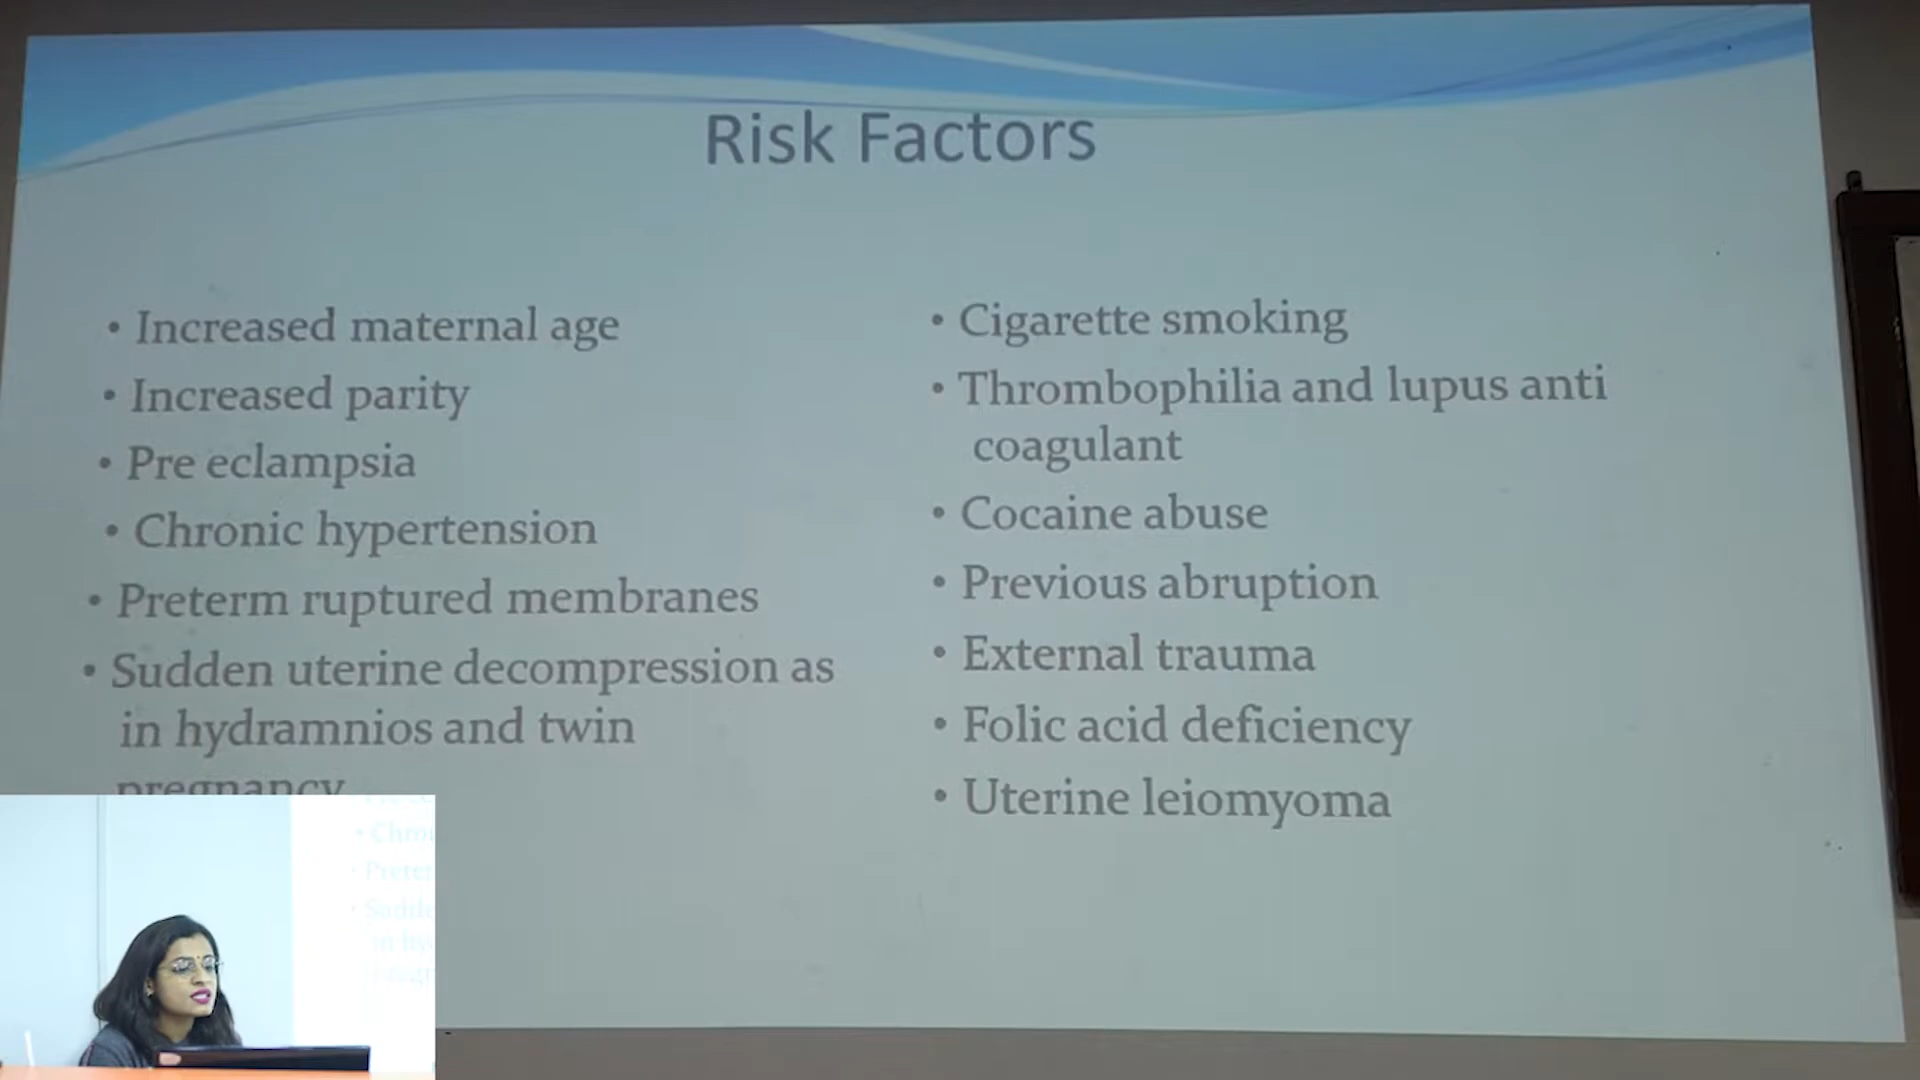 Risk Factors
• Increased maternal age
• Increased parity
• Pre eclampsia
• Chronic hypertension
• Preterm ruptured membranes
• Sudden uterine decompression as
in hydramnios and twin
pregnancy
• Cigarette smoking
• Thrombophilia and lupus anti
coagulant
• Cocaine abuse
• Previous abruption
• External trauma
• Folic acid deficiency
• Uterine leiomyoma